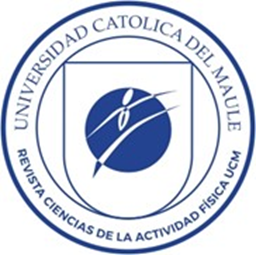 UNIVERSIDAD CATOLICA DEL MAULE
REVISTA CIENCIAS DE LA ACTIVIDAD FÍSICA UCM